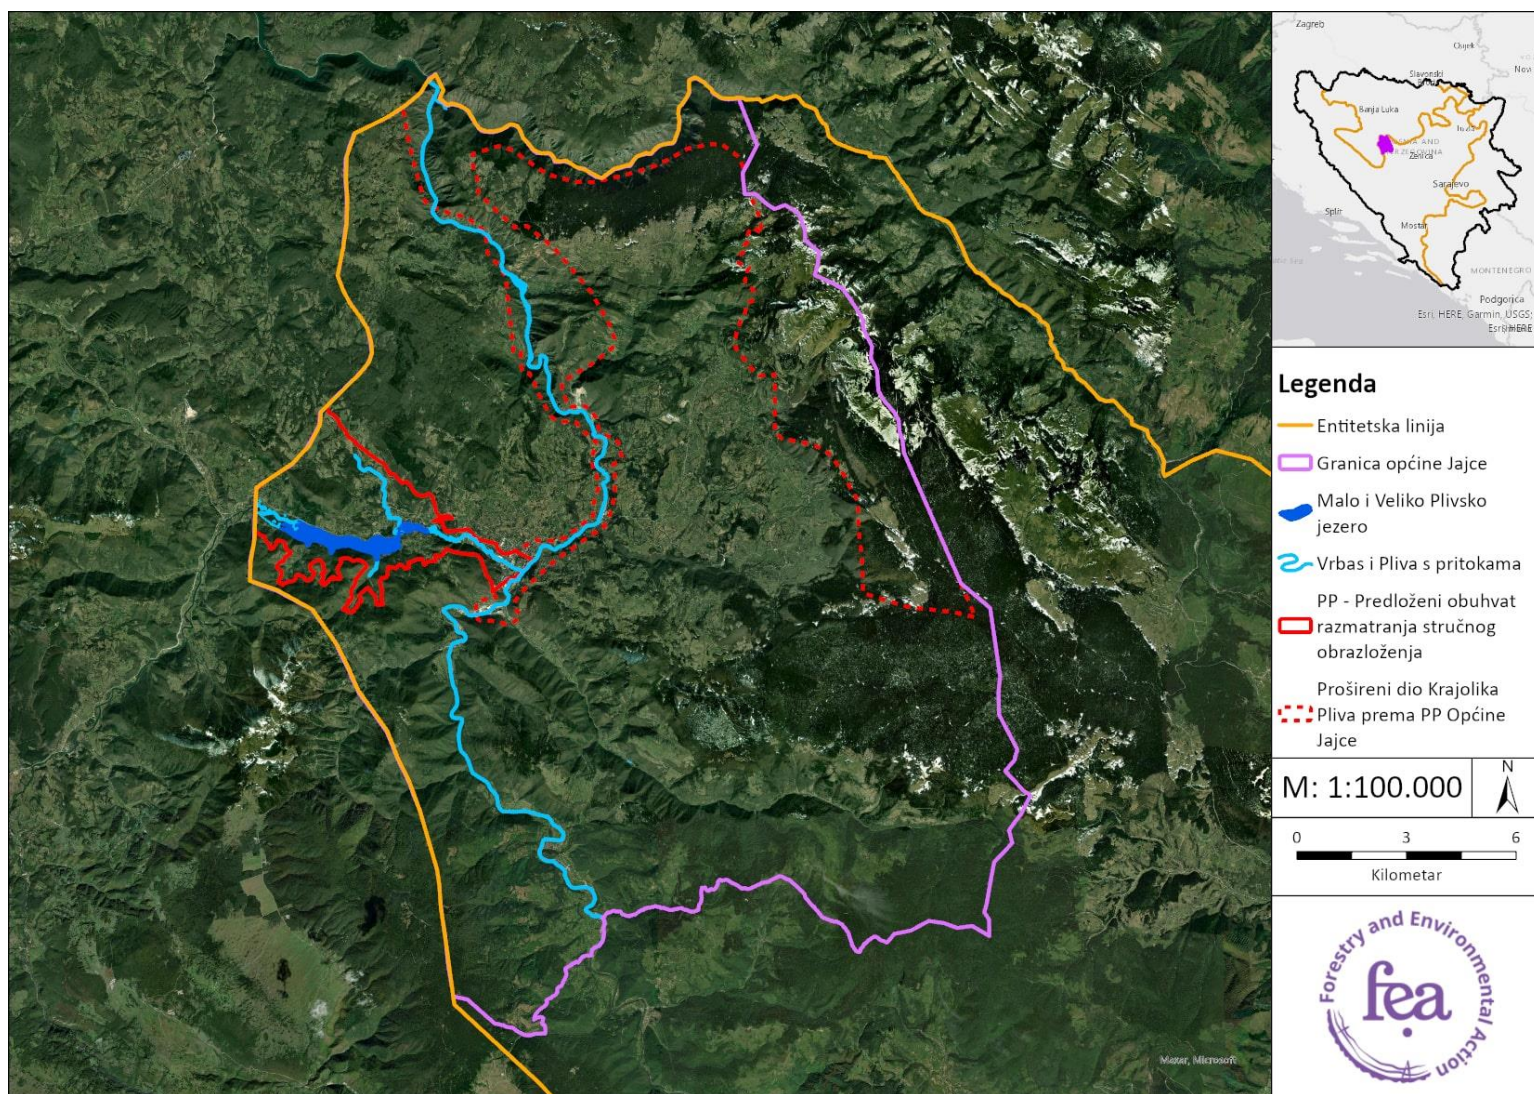 Zagreb
Osijek
Novi
Slavonski
Banja Luka
Tuzla
Zenica
Sarajevo
Split
Mostar
MONTENEGRO
Podgorica
Esri, HERE, Garmin, USGS;
Legenda
Entitetska linija
Granica općine Jajce
Malo i Veliko Plivsko
jezero
Vrbas i Pliva s pritokama
PP - Predloženi obuhvat
razmatranja stručnog
obrazloženja
Prošireni dio Krajolika
Pliva prema PP Općine
Jajce
M: 1:100.000
N
0 3 6
Kilometar
Forestry and Environmental Action
fea
Maxar, Microsoft